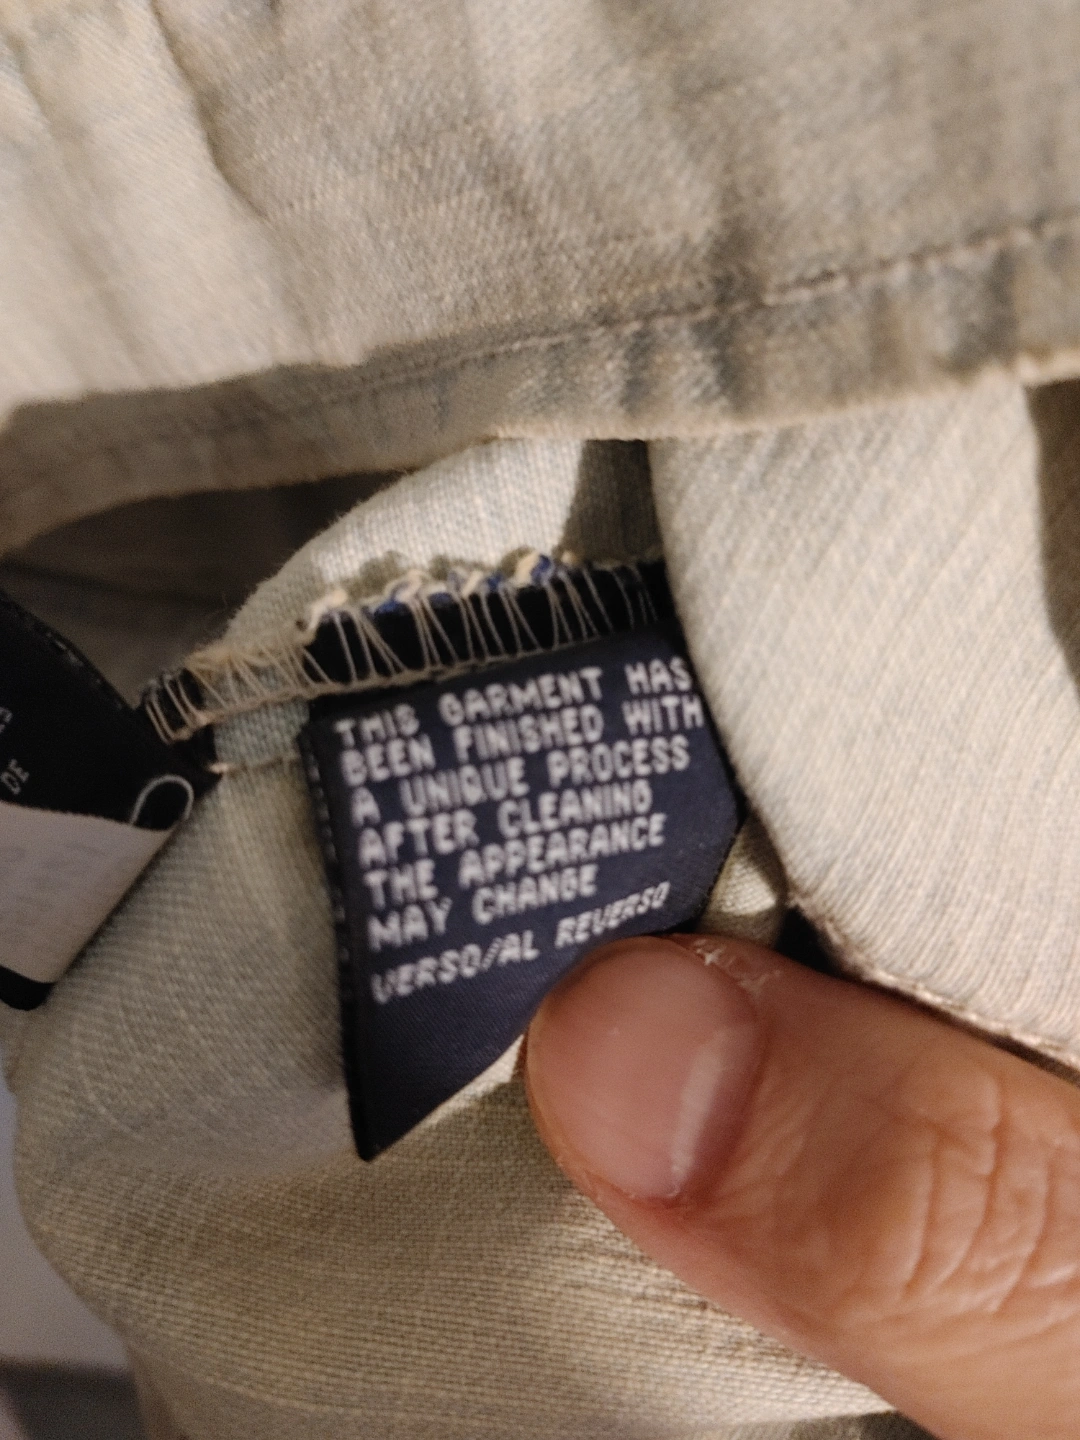 THIS GARMENT HAS
BEEN FINISHED WITH
A UNIQUE PROCESS
AFTER CLEANING
THE APPEARANCE
MAY CHANGE
VERSO/AL REVERSO